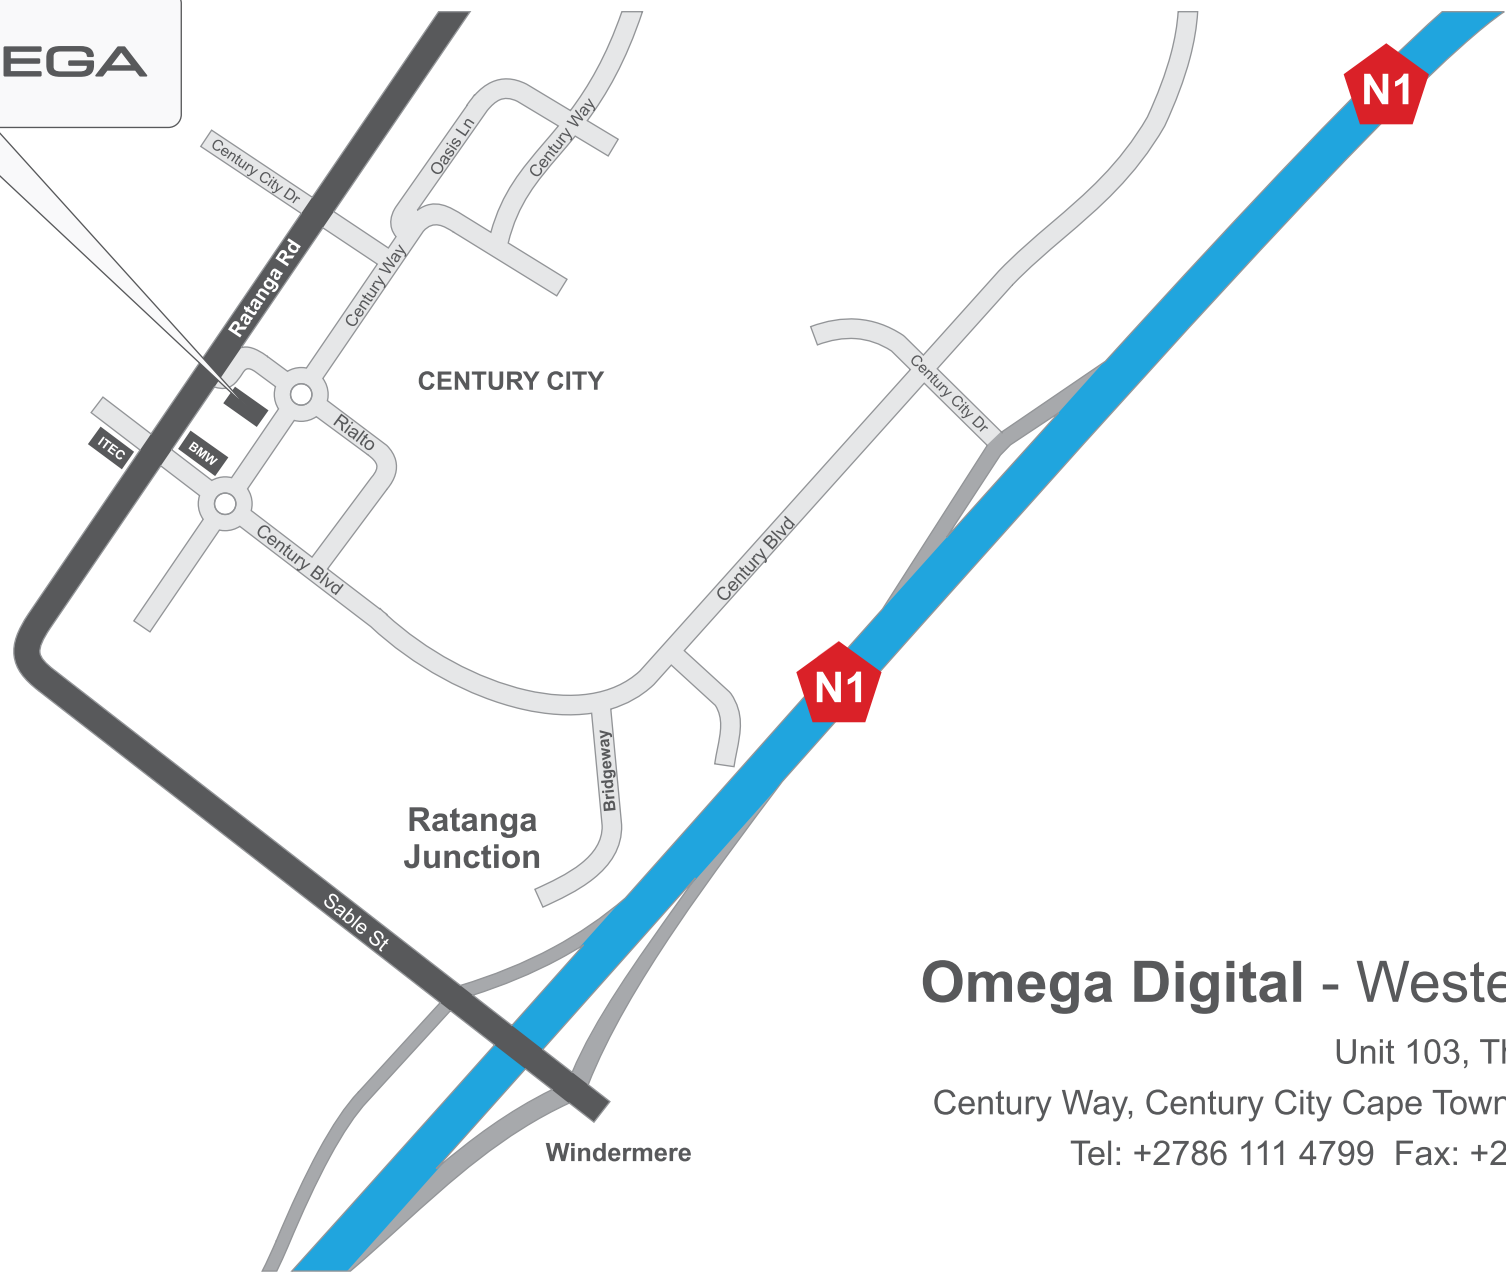 EGA
N1
Century Way
Oasis Ln
Century City Dr
Ratanga Rd
Century Way
CENTURY CITY
Century City Dr
Rialto
ITEC
BMW
Century Blvd
Century Blvd
N1
Bridgeway
Ratanga
Junction
Sable St
Windermere
Omega Digital - Weste
Unit 103, Th
Century Way, Century City Cape Town
Tel: +2786 111 4799 Fax: +2